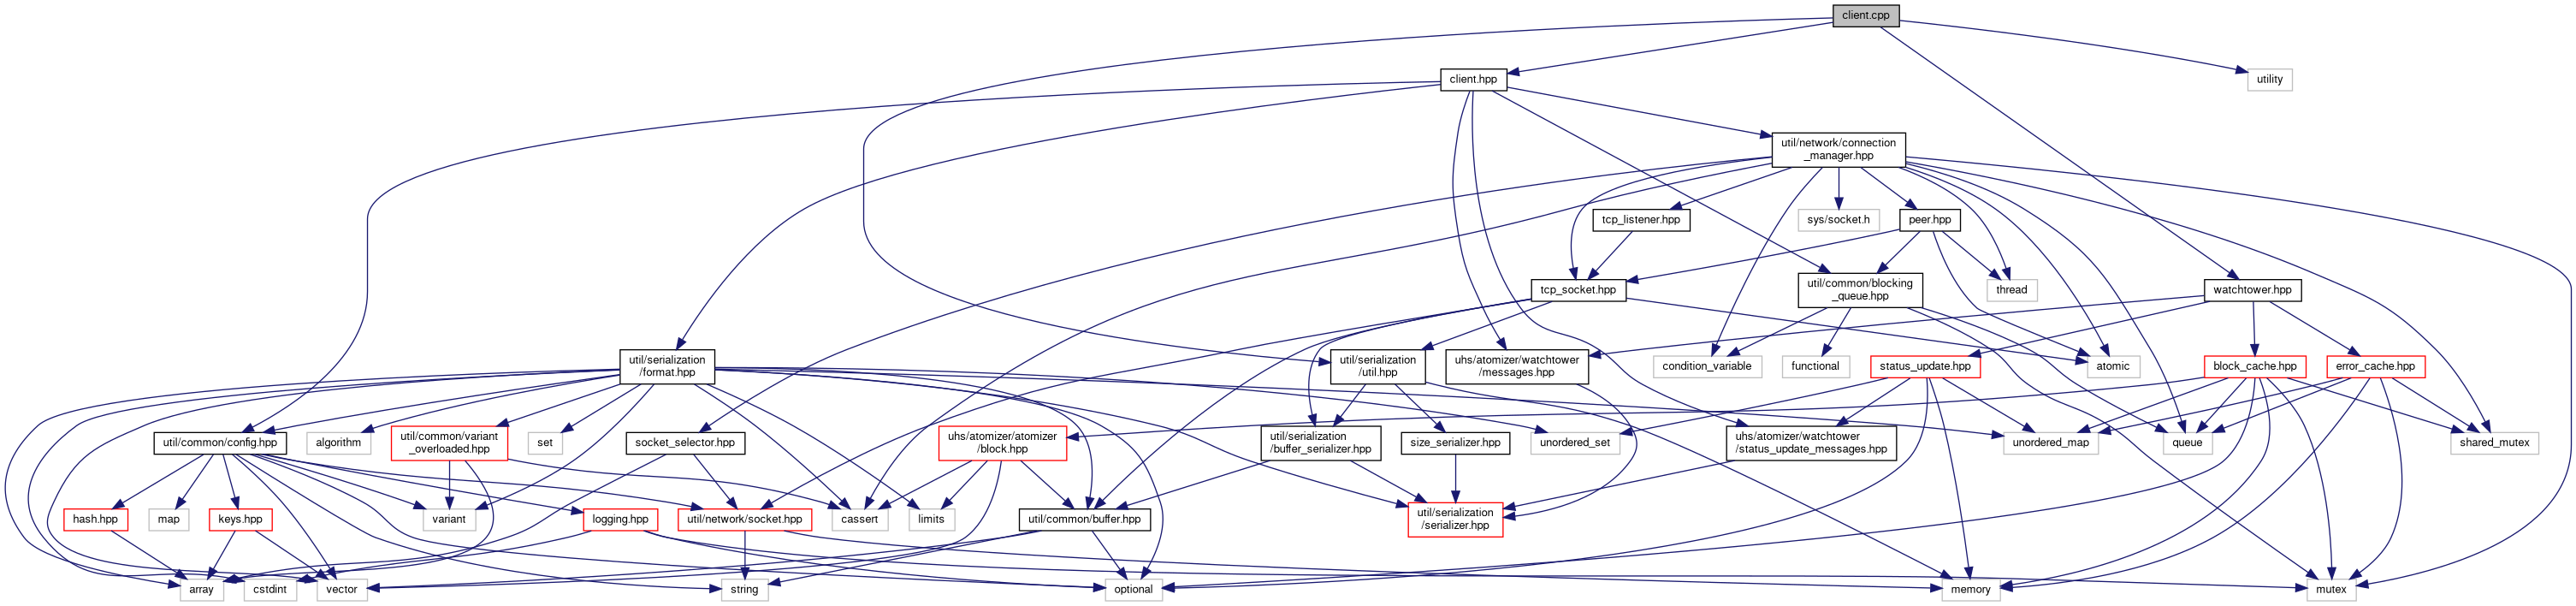 client.cpp
client.hpp
utility
util/network/connection
_manager.hpp
tcp_listener.hpp
sys/socket.h
peer.hpp
tcp_socket.hpp
util/common/blocking
_queue.hpp
thread
watchtower.hpp
util/serialization
/format.hpp
util/serialization
/util.hpp
uhs/atomizer/watchtower
/messages.hpp
condition_variable
functional
status_update.hpp
atomic
block_cache.hpp
error_cache.hpp
util/common/config.hpp
algorithm
util/common/variant
_overloaded.hpp
set
socket_selector.hpp
uhs/atomizer/atomizer
/block.hpp
util/serialization
/buffer_serializer.hpp
size_serializer.hpp
unordered_set
uhs/atomizer/watchtower
/status_update_messages.hpp
unordered_map
queue
shared_mutex
hash.hpp
map
keys.hpp
variant
logging.hpp
util/network/socket.hpp
cassert
limits
util/common/buffer.hpp
util/serialization
/serializer.hpp
array
cstdint
vector
string
optional
memory
mutex